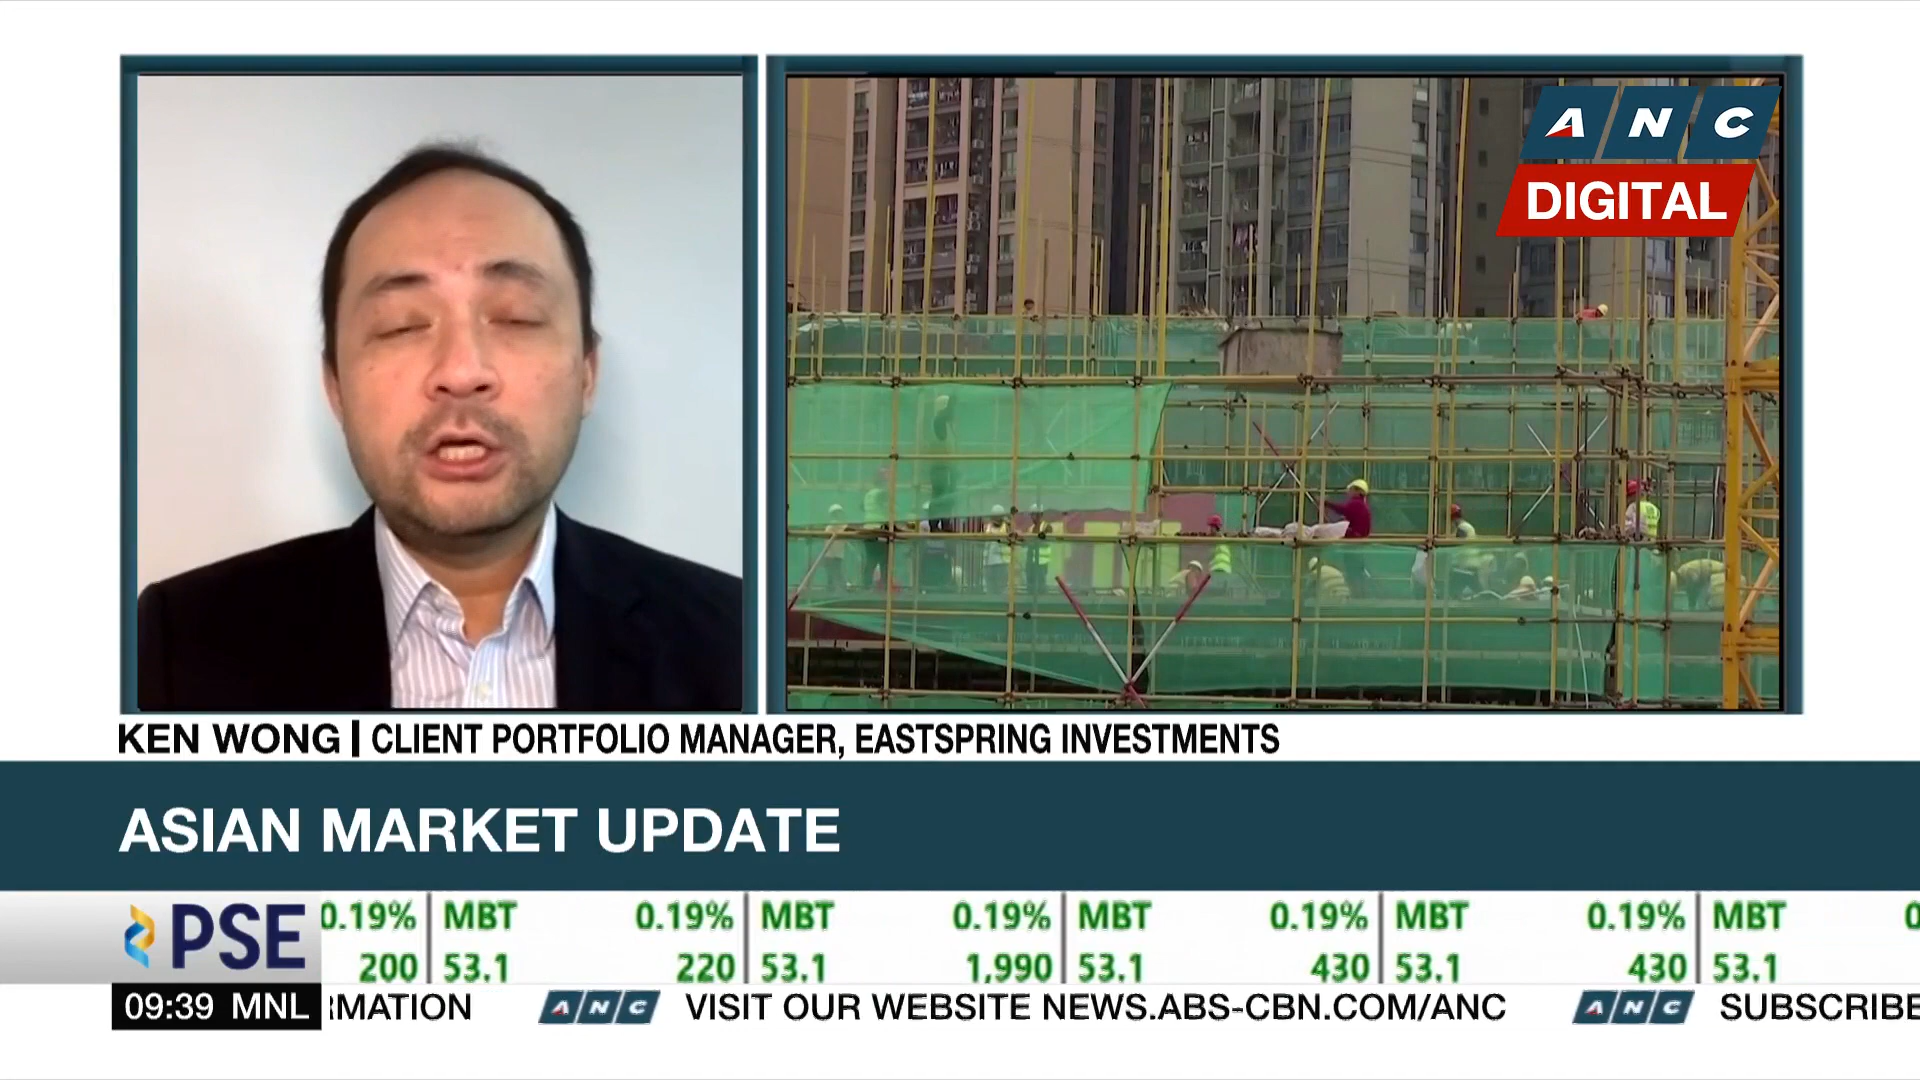 ANC
DIGITAL
KEN WONG | CLIENT PORTFOLIO MANAGER, EASTSPRING INVESTMENTS
ASIAN MARKET UPDATE
PSE
0.19% MBT 0.19% MBT 0.19% MBT 0.19% MBT 0.19% MBT
200 53.1 220 53.1 1,990 53.1 430 53.1 430 53.1
09:39 MNL RMATION ANC VISIT OUR WEBSITE NEWS.ABS-CBN.COM/ANC ANC SUBSCRIBE